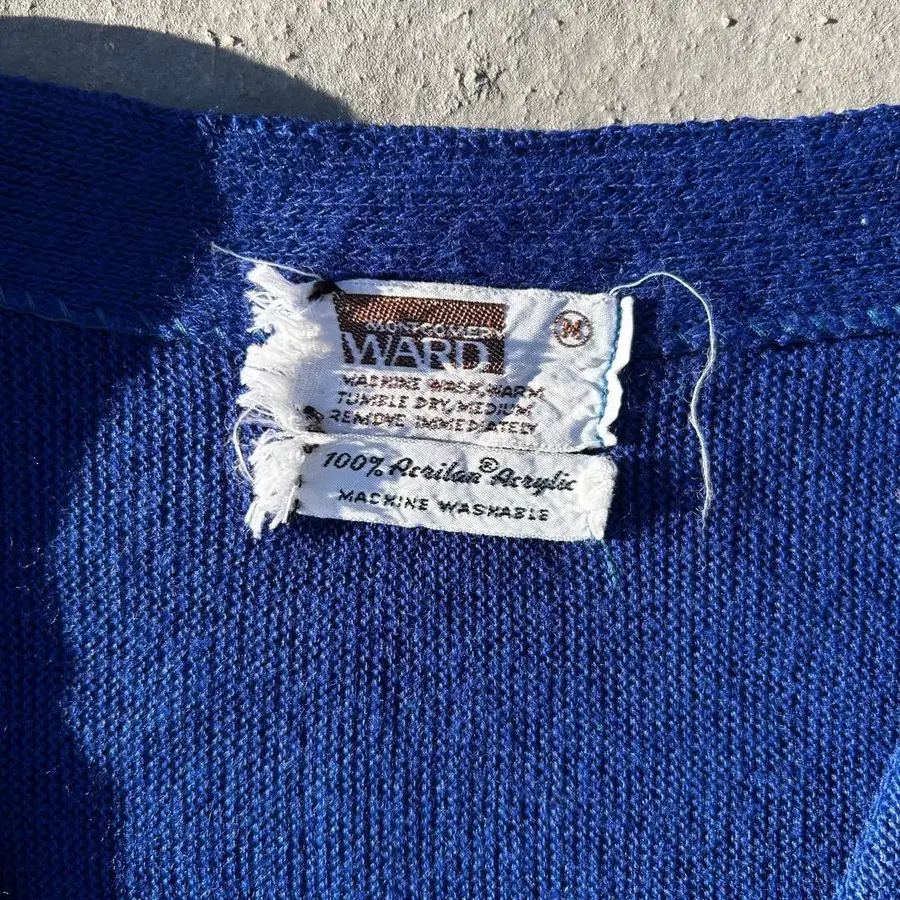 MONTGOMERY
WARD
M
MACHINE WASH, WARM
TUMBLE DRY, MEDIUM
REMOVE IMMEDIATELY
100% Acrilan® Acrylic
MACHINE WASHABLE